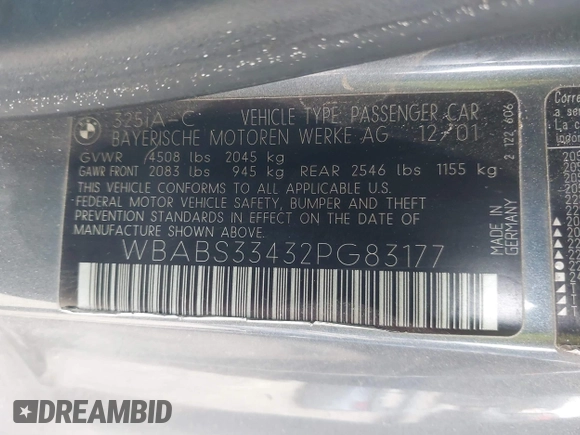 BMW
325iA-C VEHICLE TYPE: PASSENGER CAR
BAYERISCHE MOTOREN WERKE AG 12/01
GVWR 4508 lbs 2045 kg
GAWR FRONT 2083 lbs 945 kg REAR 2546 lbs 1155 kg
THIS VEHICLE CONFORMS TO ALL APPLICABLE U.S.
FEDERAL MOTOR VEHICLE SAFETY, BUMPER AND THEFT
PREVENTION STANDARDS IN EFFECT ON THE DATE OF
MANUFACTURE SHOWN ABOVE.
WBABS33432PG83177
2 122 606
MADE IN
GERMANY
DREAMBID